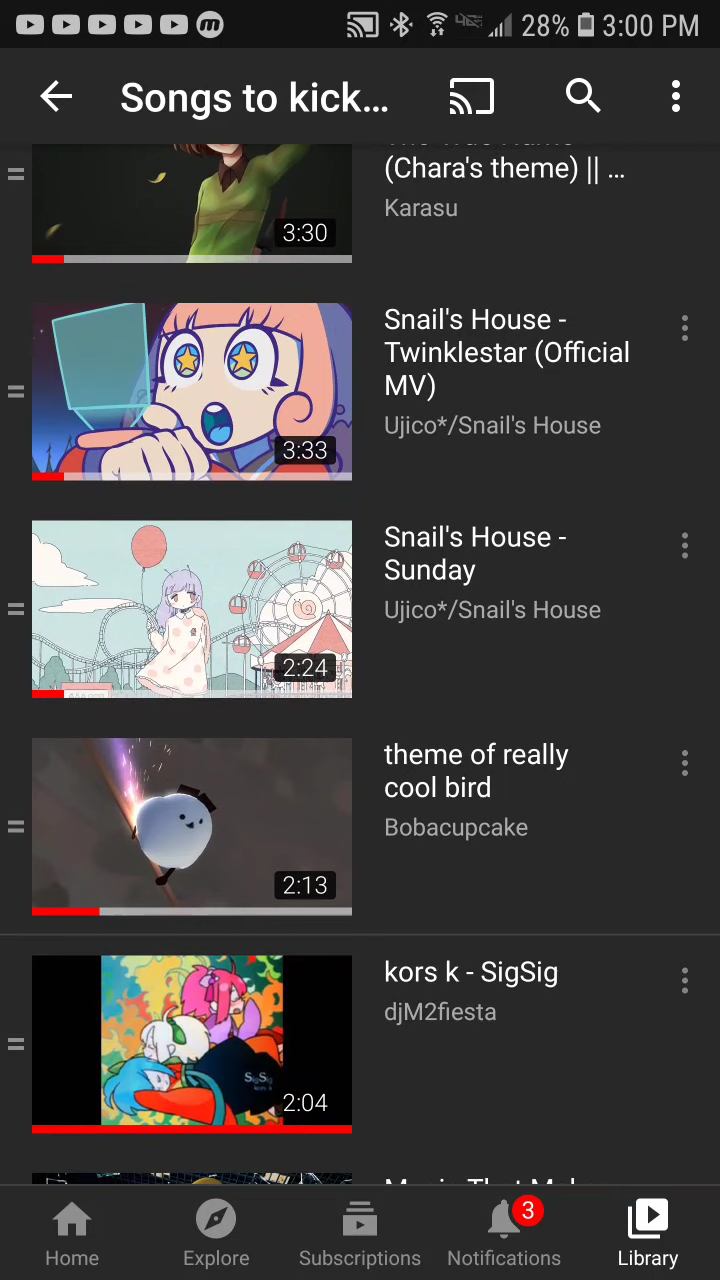 28% 3:00 PM
Songs to kick...
(Chara's theme) || ...
Karasu
3:30
Snail's House -
Twinklestar (Official
MV)
Ujico*/Snail's House
3:33
Snail's House -
Sunday
Ujico*/Snail's House
2:24
theme of really
cool bird
Bobacupcake
2:13
kors k - SigSig
djM2fiesta
SigSig
2:04
3
Home
Explore
Subscriptions
Notifications
Library